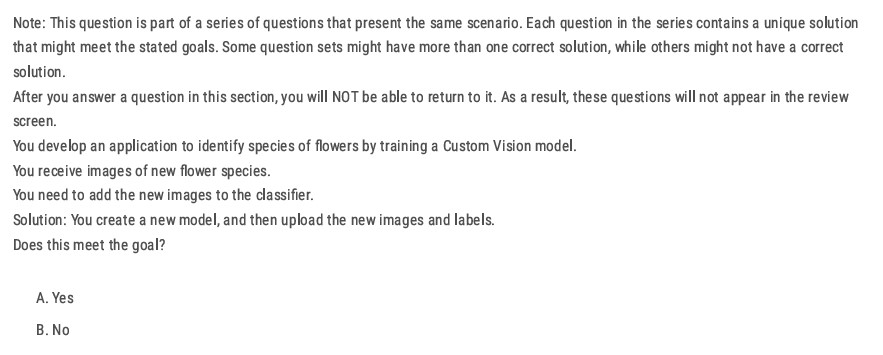 Note: This question is part of a series of questions that present the same scenario. Each question in the series contains a unique solution
that might meet the stated goals. Some question sets might have more than one correct solution, while others might not have a correct
solution.
After you answer a question in this section, you will NOT be able to return to it. As a result, these questions will not appear in the review
screen.
You develop an application to identify species of flowers by training a Custom Vision model.
You receive images of new flower species.
You need to add the new images to the classifier.
Solution: You create a new model, and then upload the new images and labels.
Does this meet the goal?
A. Yes
B. No